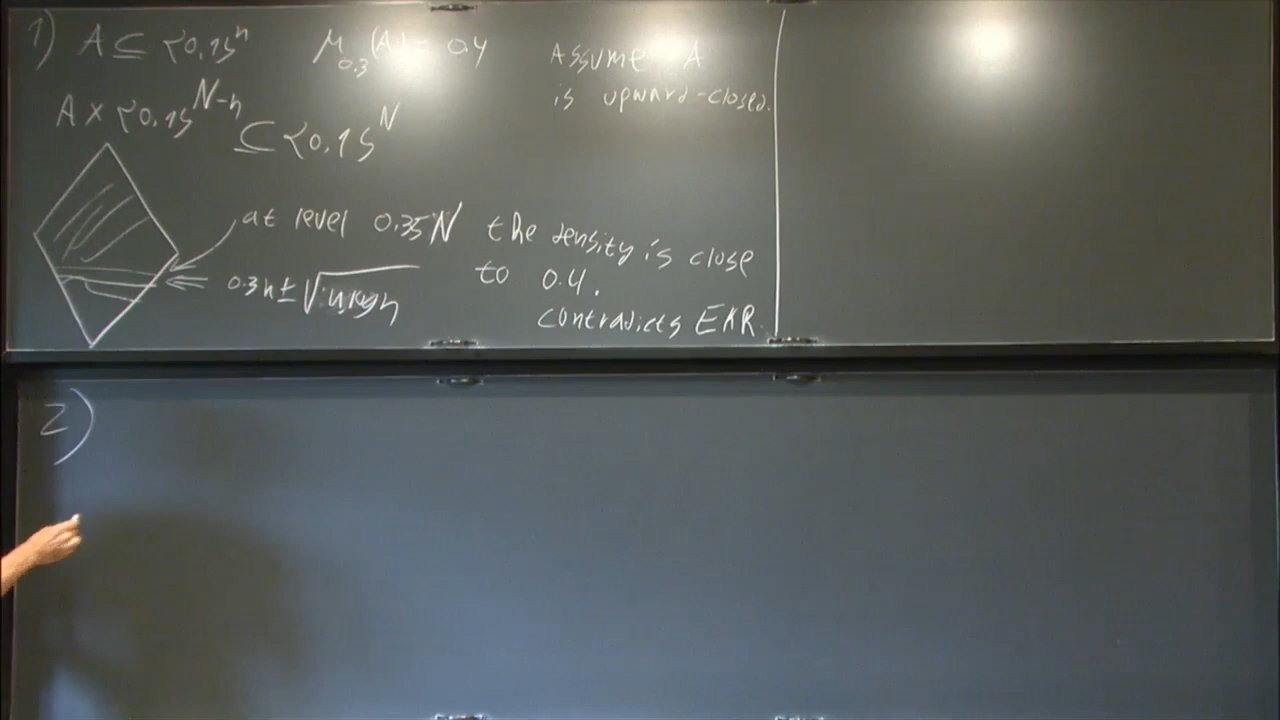 1) A ⊆ {0,1}^n   μ_{0.3}(A) = 0.4   Assume A
is upward-closed.
A × {0,1}^{N-n} ⊆ {0,1}^N
at level 0.35N the density is close
to 0.4.
0.3n ± √(n log n)
contradicts EKR.
2)